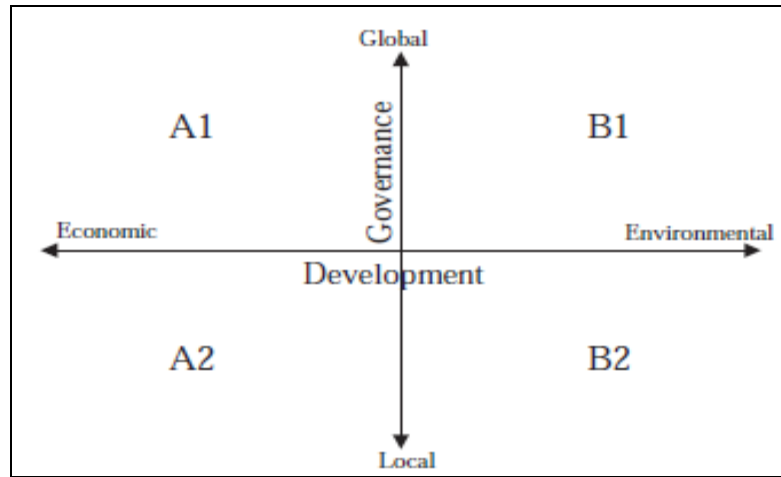 Global
A1
Governance
B1
Economic
Environmental
Development
A2
B2
Local